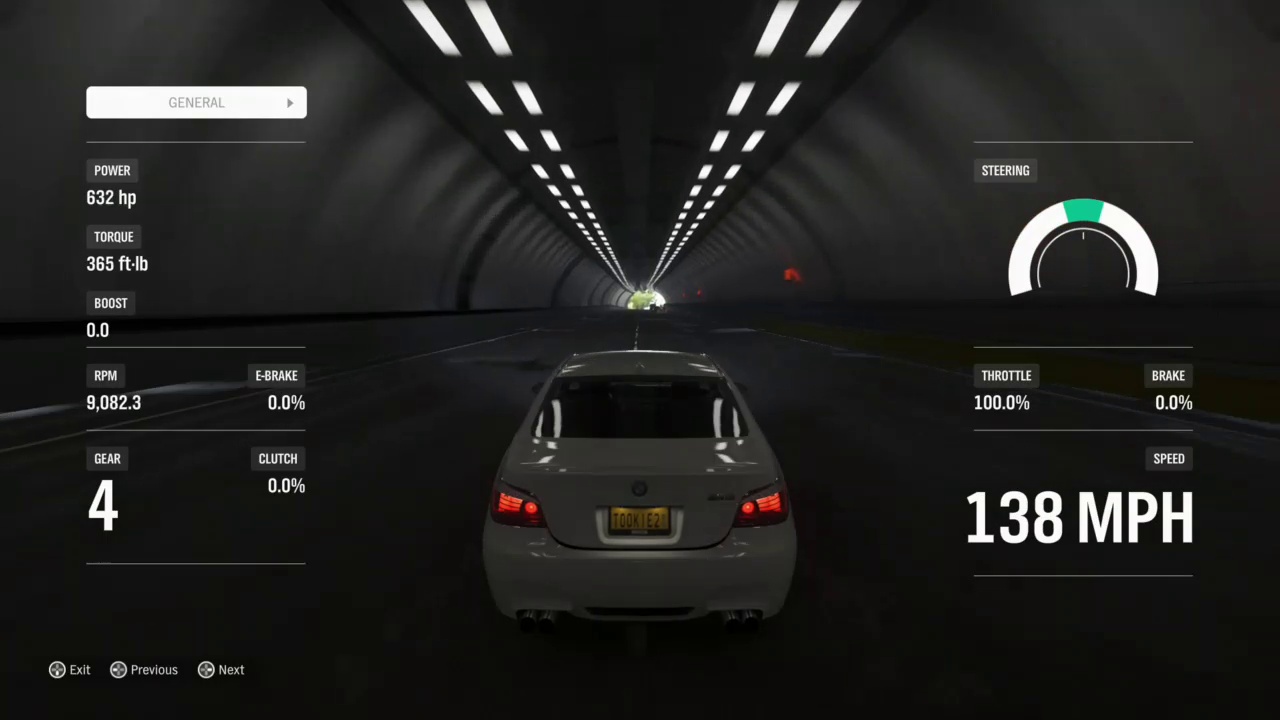 GENERAL
POWER
632 hp
TORQUE
365 ft·lb
BOOST
0.0
RPM
E-BRAKE
9,082.3
0.0%
GEAR
CLUTCH
4
0.0%
STEERING
THROTTLE
BRAKE
100.0%
0.0%
SPEED
138 MPH
TOOKIE2
Exit
Previous
Next